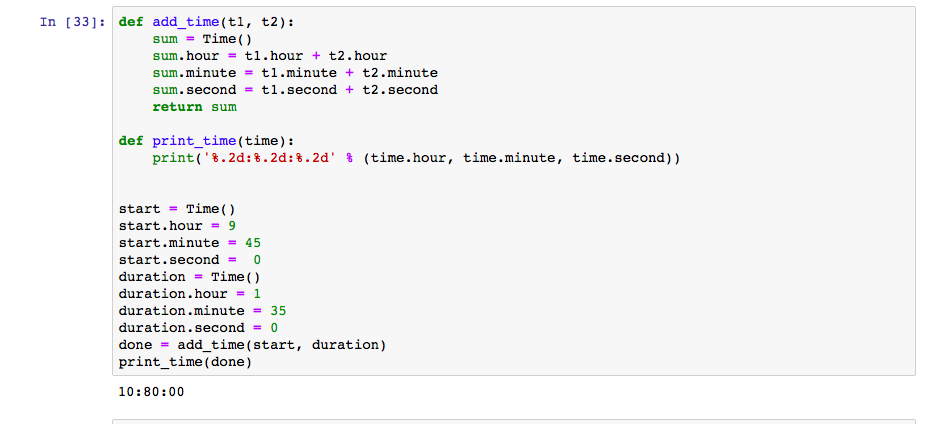 In [33]: def add_time(t1, t2):
    sum = Time()
    sum.hour = t1.hour + t2.hour
    sum.minute = t1.minute + t2.minute
    sum.second = t1.second + t2.second
    return sum

def print_time(time):
    print('%.2d:%.2d:%.2d' % (time.hour, time.minute, time.second))


start = Time()
start.hour = 9
start.minute = 45
start.second =  0
duration = Time()
duration.hour = 1
duration.minute = 35
duration.second = 0
done = add_time(start, duration)
print_time(done)
10:80:00